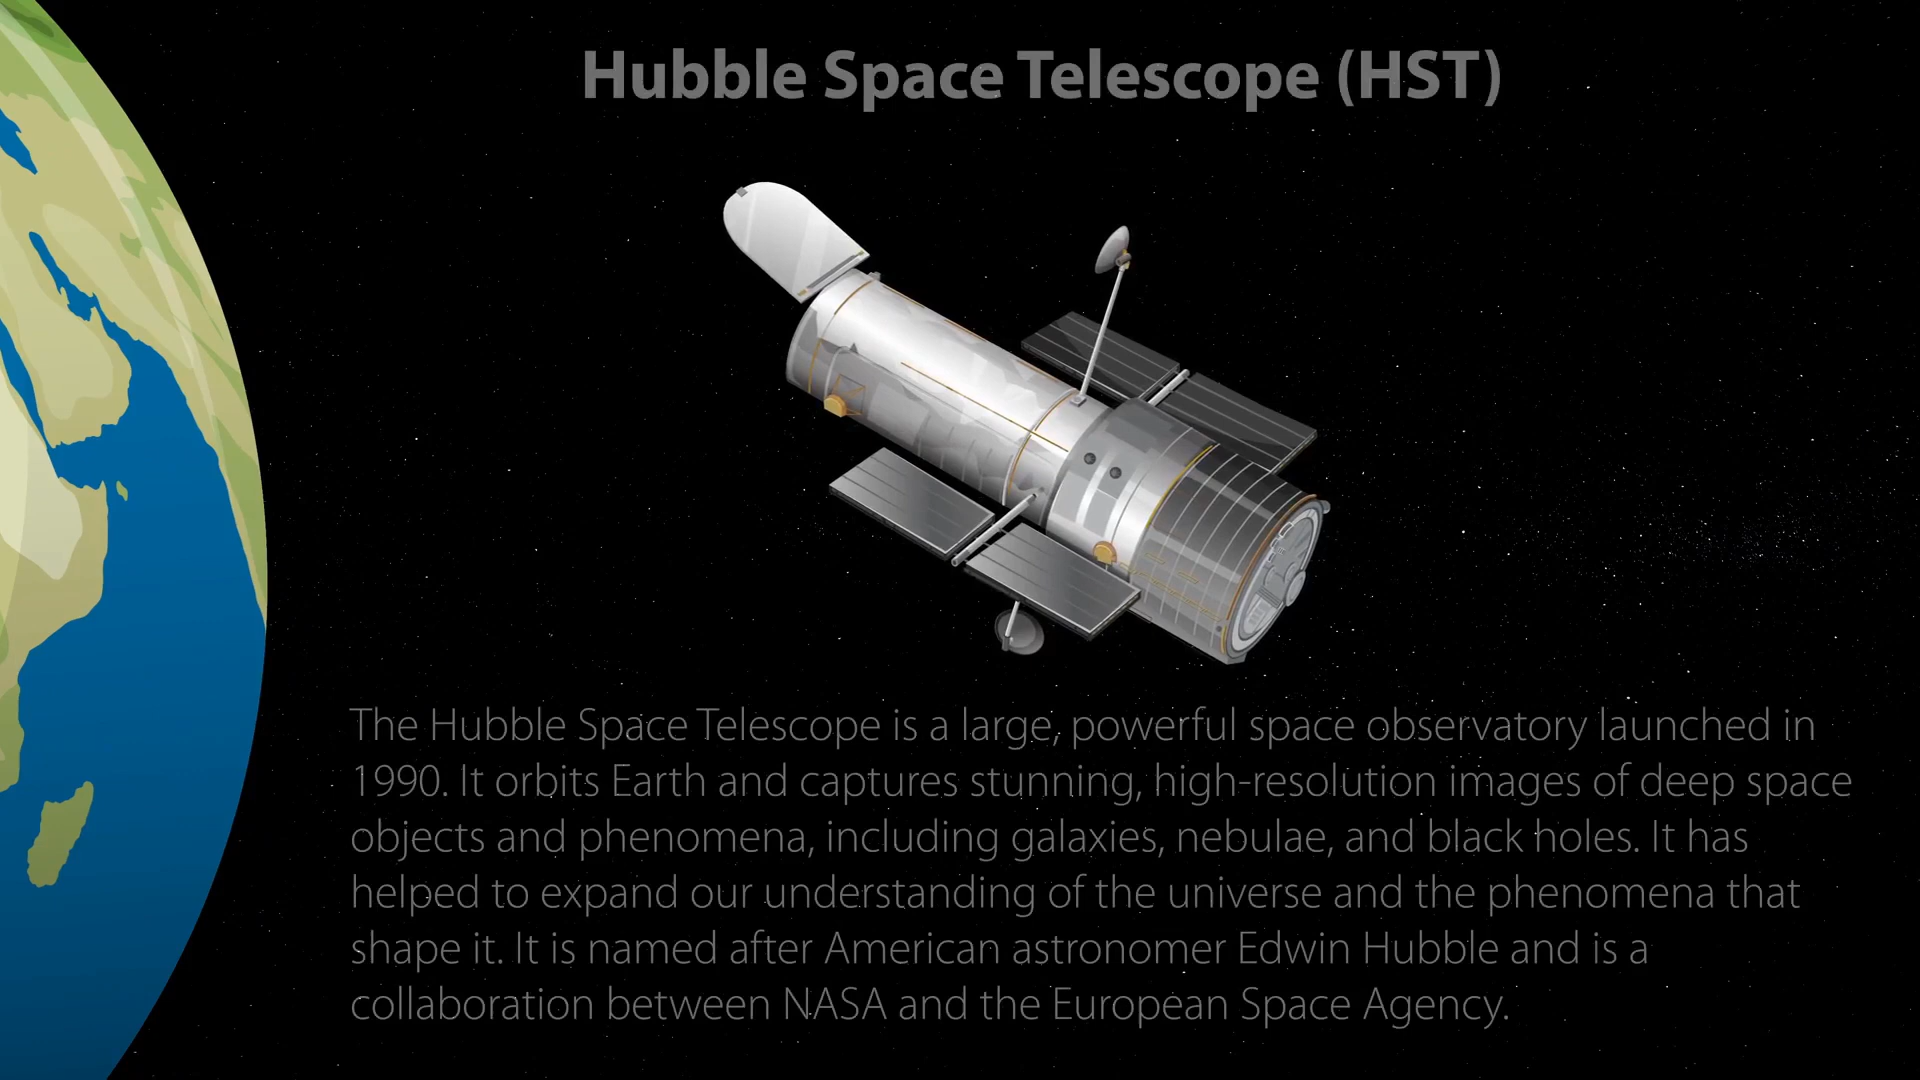 Hubble Space Telescope (HST)
The Hubble Space Telescope is a large, powerful space observatory launched in
1990. It orbits Earth and captures stunning, high-resolution images of deep space
objects and phenomena, including galaxies, nebulae, and black holes. It has
helped to expand our understanding of the universe and the phenomena that
shape it. It is named after American astronomer Edwin Hubble and is a
collaboration between NASA and the European Space Agency.